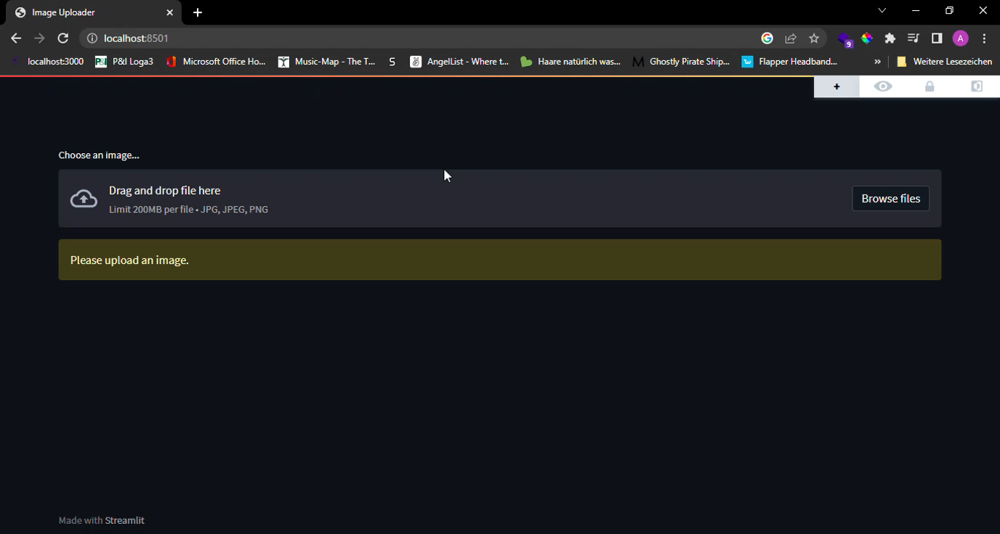 Image Uploader
localhost:8501
9
A
localhost:3000 P&I Loga3 Microsoft Office Ho... Music-Map - The T... S AngelList - Where t... Haare natürlich was... M Ghostly Pirate Ship... Flapper Headband... » Weitere Lesezeichen
+
Choose an image...
Drag and drop file here
Limit 200MB per file • JPG, JPEG, PNG
Browse files
Please upload an image.
Made with Streamlit